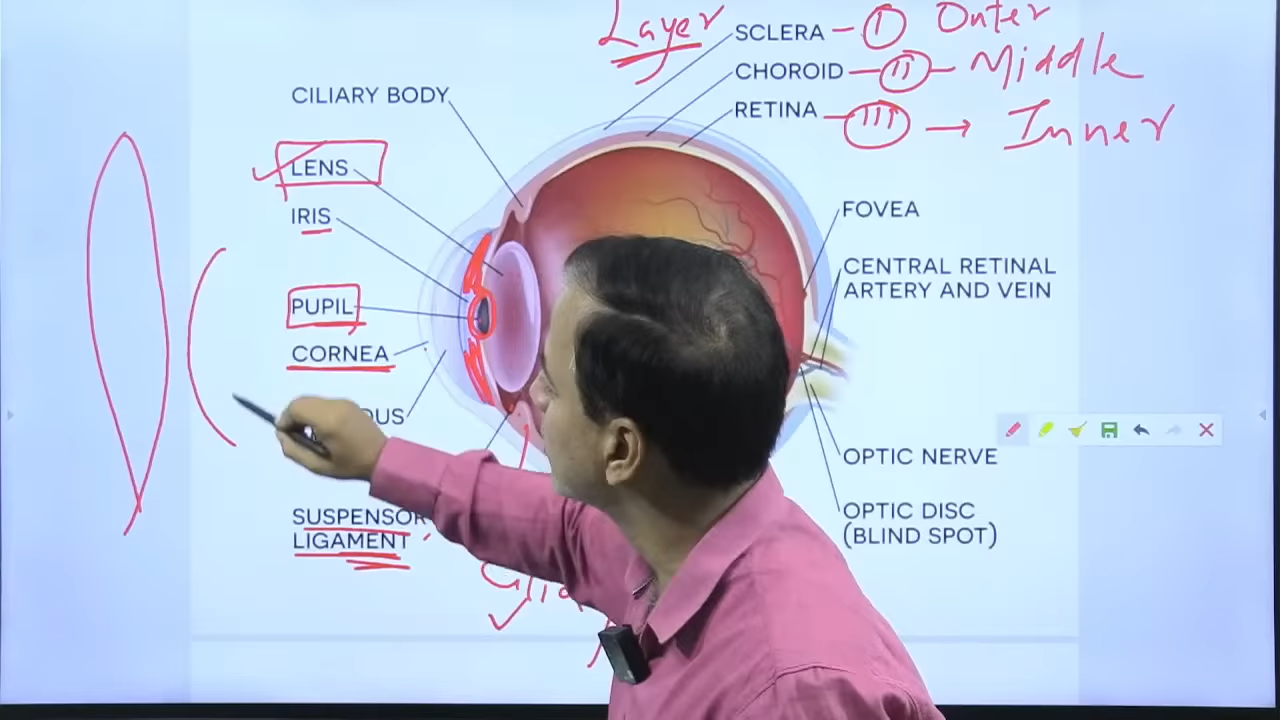 Layer
SCLERA - I Outer
CHOROID - II - Middle
RETINA - III → Inner
CILIARY BODY
LENS
IRIS
PUPIL
CORNEA
OUS
SUSPENSOR
LIGAMENT
FOVEA
CENTRAL RETINAL
ARTERY AND VEIN
OPTIC NERVE
OPTIC DISC
(BLIND SPOT)